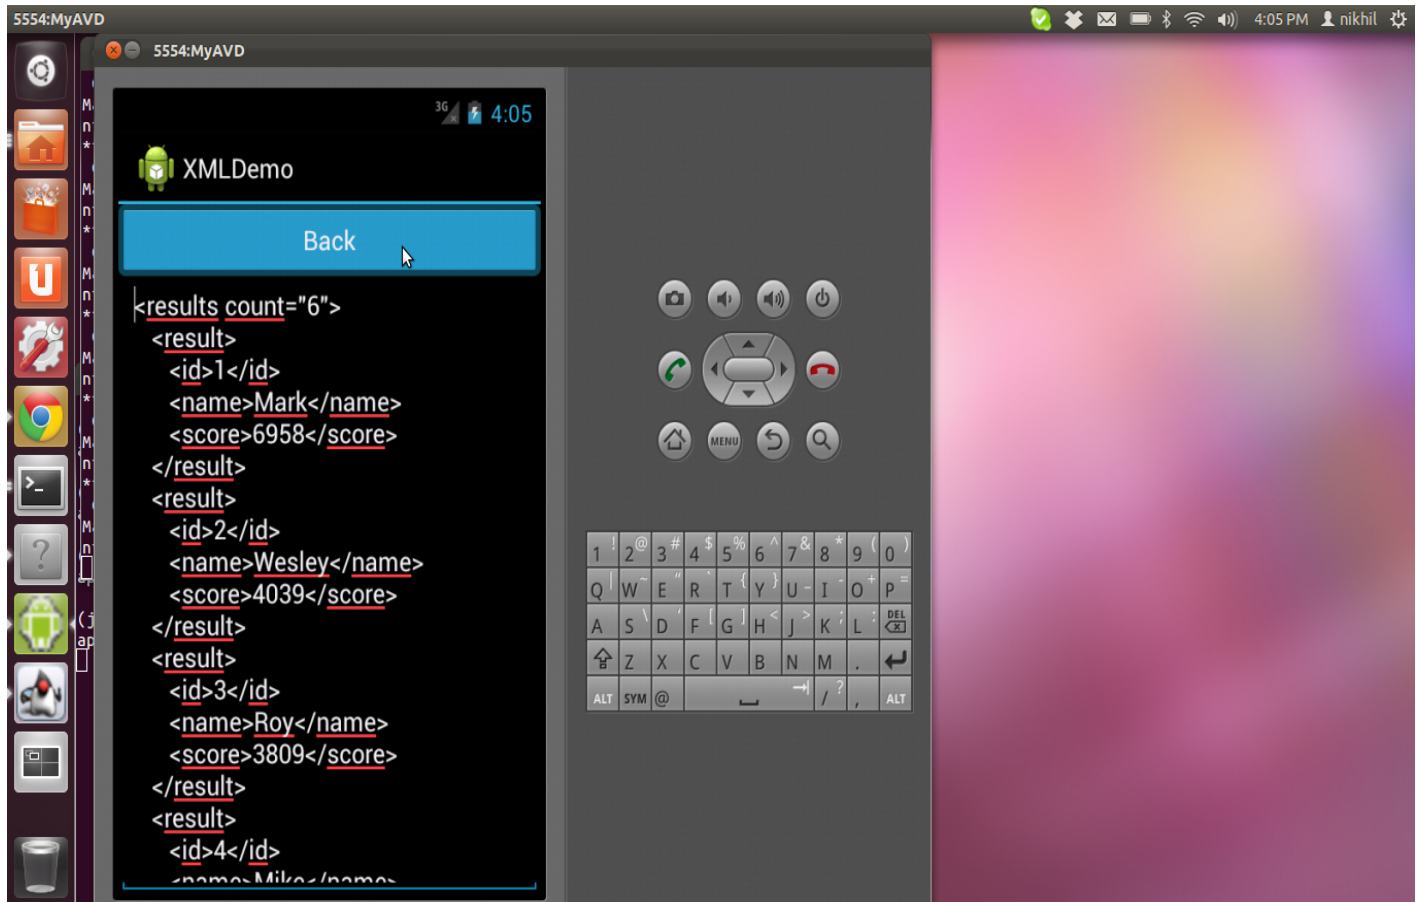 5554:MyAVD
4:05 PM nikhil
5554:MyAVD
3G 4:05
XMLDemo
Back
<results count="6">
<result>
<id>1</id>
<name>Mark</name>
<score>6958</score>
</result>
<result>
<id>2</id>
<name>Wesley</name>
<score>4039</score>
</result>
<result>
<id>3</id>
<name>Roy</name>
<score>3809</score>
</result>
<result>
<id>4</id>
<name>Mike</name>
MENU
1 ! 2 @ 3 # 4 $ 5 % 6 ^ 7 & 8 * 9 ( 0 )
Q | W ~ E " R ` T { Y } U _ I - O + P =
A S \ D ' F [ G ] H < J > K ; L : DEL
Z X C V B N M .
ALT SYM @ / ? , ALT